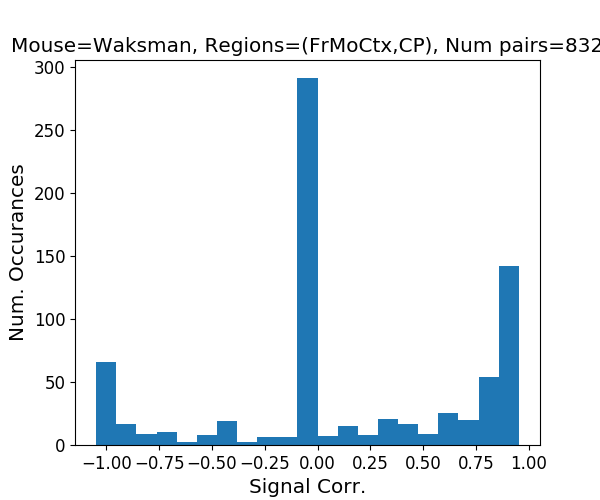 Mouse=Waksman, Regions=(FrMoCtx,CP), Num pairs=832
300
250
200
150
100
50
0
Num. Occurances
−1.00 −0.75 −0.50 −0.25 0.00 0.25 0.50 0.75 1.00
Signal Corr.